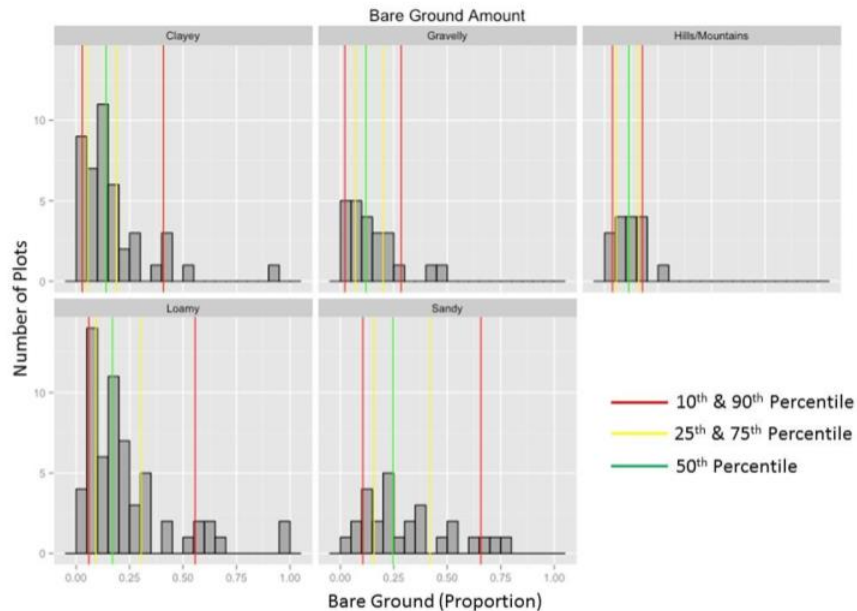 Bare Ground Amount
Clayey
Gravelly
Hills/Mountains
10
5
0
Number of Plots
Loamy
Sandy
10
5
0
10th & 90th Percentile
25th & 75th Percentile
50th Percentile
0.00 0.25 0.50 0.75 1.00
0.00 0.25 0.50 0.75 1.00
Bare Ground (Proportion)